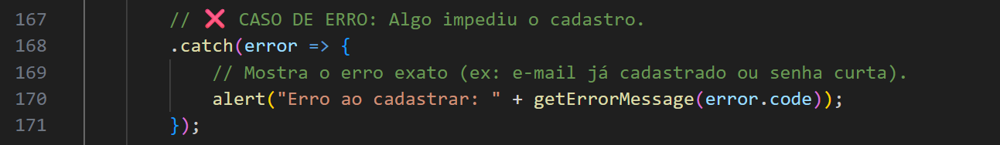 167 // ❌ CASO DE ERRO: Algo impediu o cadastro.
168 .catch(error => {
169 // Mostra o erro exato (ex: e-mail já cadastrado ou senha curta).
170 alert("Erro ao cadastrar: " + getErrorMessage(error.code));
171 });